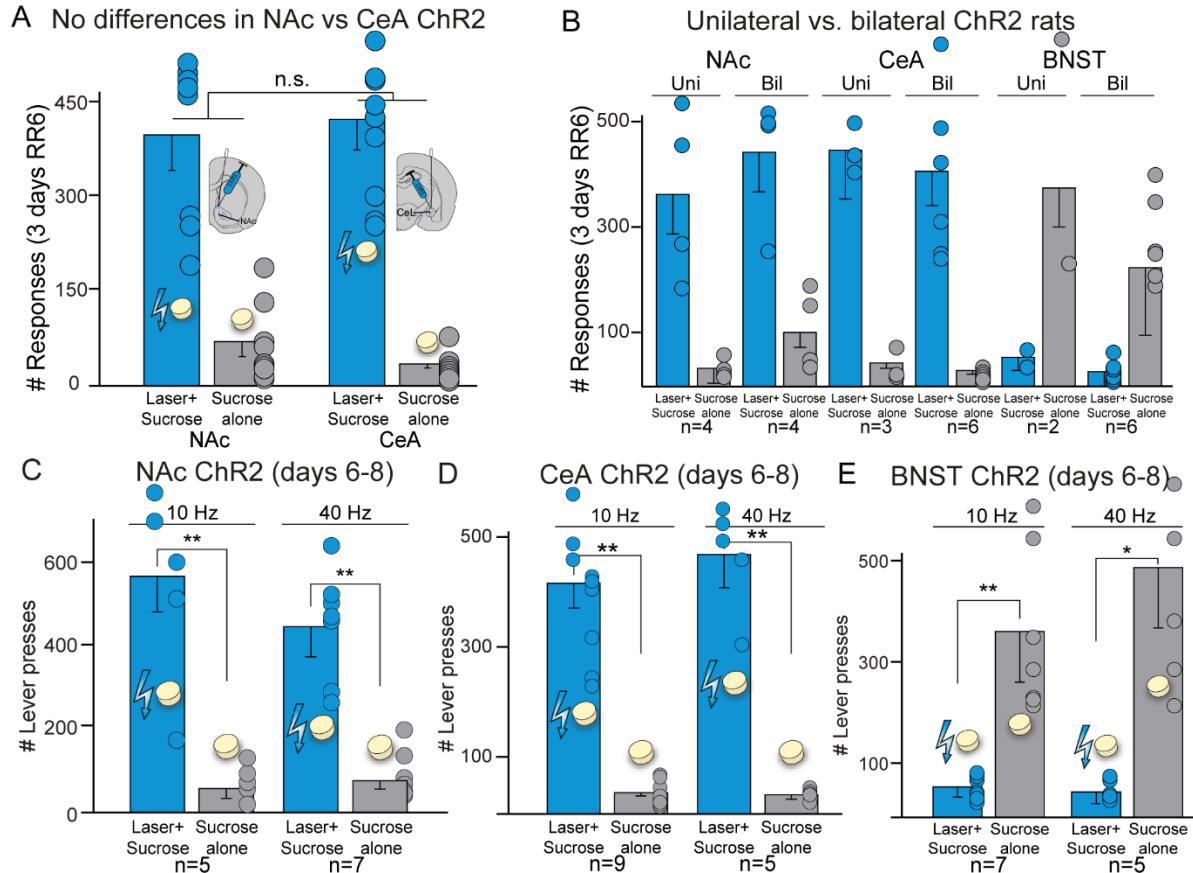 A
No differences in NAc vs CeA ChR2
# Responses (3 days RR6)
450
300
150
0
n.s.
NAc
CeL
Laser+
Sucrose
Sucrose
alone
Laser+
Sucrose
Sucrose
alone
NAc
CeA
B
Unilateral vs. bilateral ChR2 rats
NAc
CeA
BNST
Uni
Bil
Uni
Bil
Uni
Bil
# Responses (3 days RR6)
500
300
100
Laser+
Sucrose
Sucrose
alone
Laser+
Sucrose
Sucrose
alone
Laser+
Sucrose
Sucrose
alone
Laser+
Sucrose
Sucrose
alone
Laser+
Sucrose
Sucrose
alone
Laser+
Sucrose
Sucrose
alone
n=4
n=4
n=3
n=6
n=2
n=6
C
NAc ChR2 (days 6-8)
10 Hz
40 Hz
# Lever presses
600
400
200
0
**
**
Laser+
Sucrose
Sucrose
alone
Laser+
Sucrose
Sucrose
alone
n=5
n=7
D
CeA ChR2 (days 6-8)
10 Hz
40 Hz
# Lever presses
500
300
100
**
**
Laser+
Sucrose
Sucrose
alone
Laser+
Sucrose
Sucrose
alone
n=9
n=5
E
BNST ChR2 (days 6-8)
10 Hz
40 Hz
# Lever presses
500
300
100
**
*
Laser+
Sucrose
Sucrose
alone
Laser+
Sucrose
Sucrose
alone
n=7
n=5